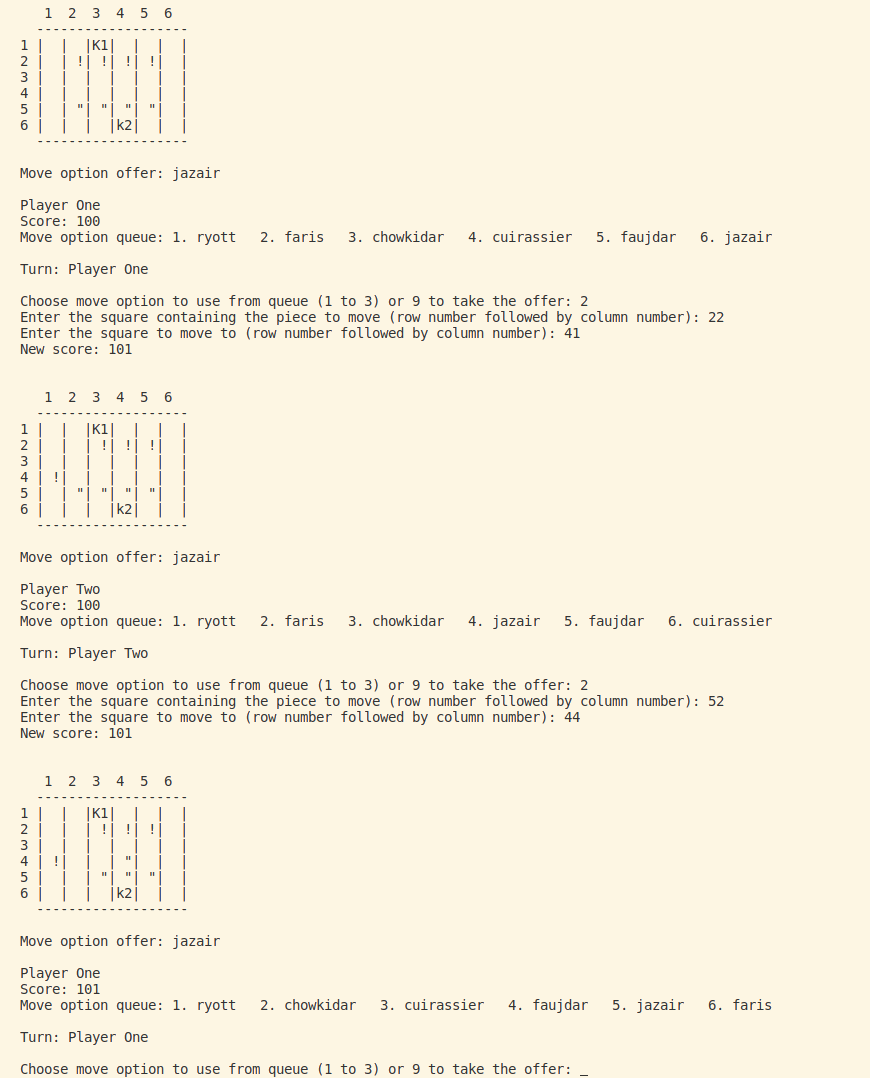 1  2  3  4  5  6
  -------------------
1 |  |  |K1|  |  |  |
2 |  | !| !| !| !|  |
3 |  |  |  |  |  |  |
4 |  |  |  |  |  |  |
5 |  | "| "| "| "|  |
6 |  |  |  |k2|  |  |
  -------------------
Move option offer: jazair
Player One
Score: 100
Move option queue: 1. ryott   2. faris   3. chowkidar   4. cuirassier   5. faujdar   6. jazair
Turn: Player One
Choose move option to use from queue (1 to 3) or 9 to take the offer: 2
Enter the square containing the piece to move (row number followed by column number): 22
Enter the square to move to (row number followed by column number): 41
New score: 101
   1  2  3  4  5  6
  -------------------
1 |  |  |K1|  |  |  |
2 |  |  | !| !| !|  |
3 |  |  |  |  |  |  |
4 | !|  |  |  |  |  |
5 |  | "| "| "| "|  |
6 |  |  |  |k2|  |  |
  -------------------
Move option offer: jazair
Player Two
Score: 100
Move option queue: 1. ryott   2. faris   3. chowkidar   4. jazair   5. faujdar   6. cuirassier
Turn: Player Two
Choose move option to use from queue (1 to 3) or 9 to take the offer: 2
Enter the square containing the piece to move (row number followed by column number): 52
Enter the square to move to (row number followed by column number): 44
New score: 101
   1  2  3  4  5  6
  -------------------
1 |  |  |K1|  |  |  |
2 |  |  | !| !| !|  |
3 |  |  |  |  |  |  |
4 | !|  |  | "|  |  |
5 |  |  | "| "| "|  |
6 |  |  |  |k2|  |  |
  -------------------
Move option offer: jazair
Player One
Score: 101
Move option queue: 1. ryott   2. chowkidar   3. cuirassier   4. faujdar   5. jazair   6. faris
Turn: Player One
Choose move option to use from queue (1 to 3) or 9 to take the offer: _